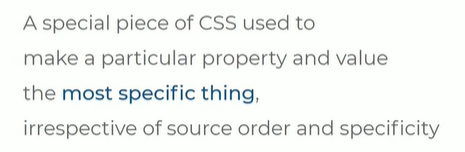 A special piece of CSS used to
make a particular property and value
the most specific thing,
irrespective of source order and specificity